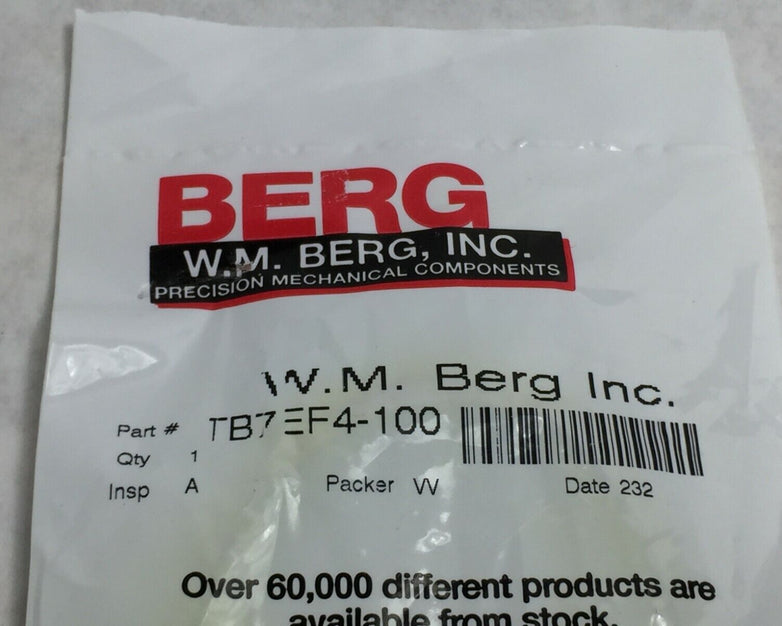 BERG
W.M. BERG, INC.
PRECISION MECHANICAL COMPONENTS
W.M. Berg Inc.
Part # TB7EF4-100
Qty 1
Insp A Packer VV Date 232
Over 60,000 different products are
available from stock.